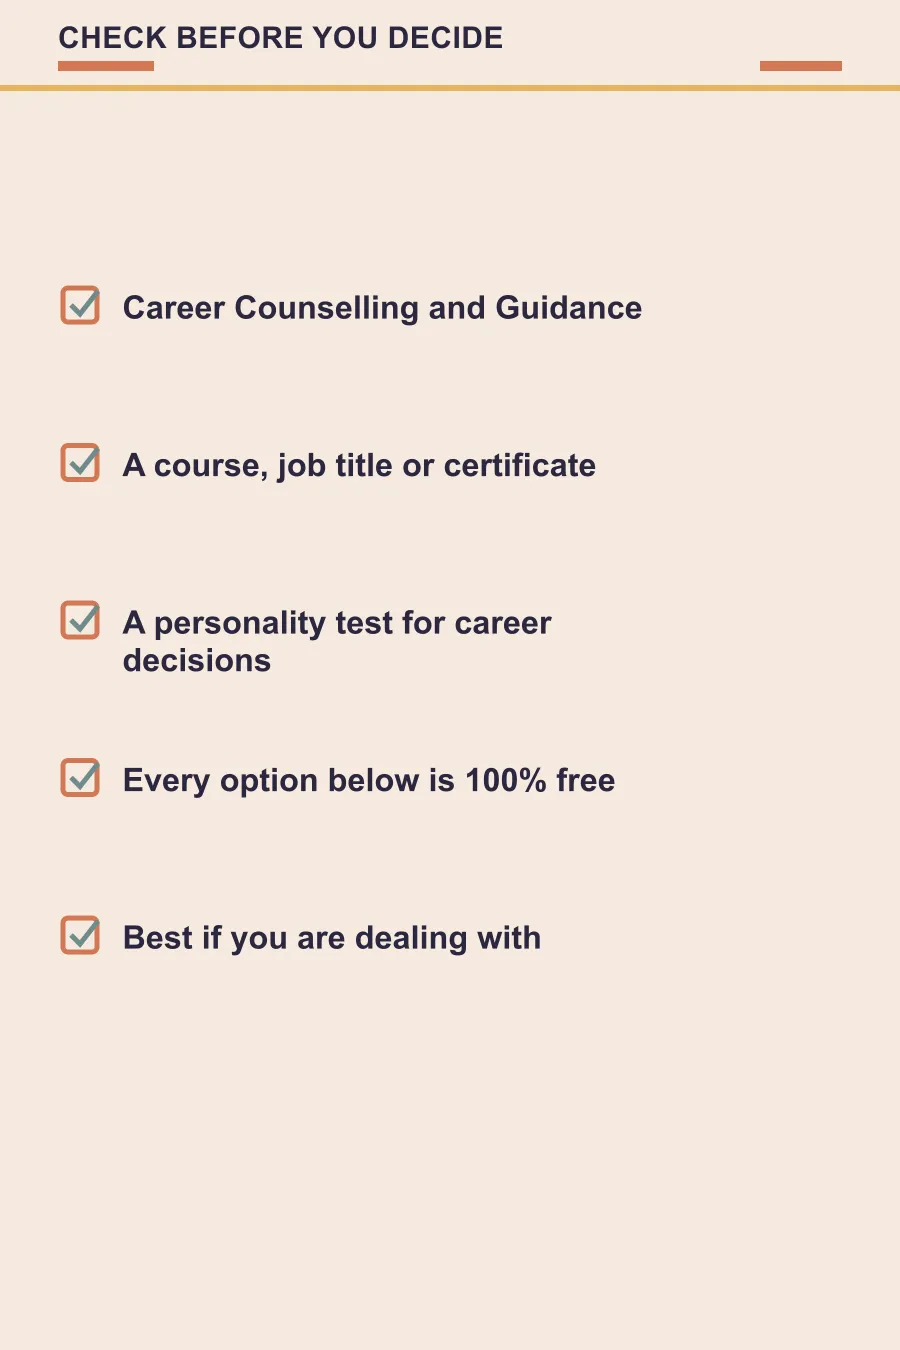 CHECK BEFORE YOU DECIDE
Career Counselling and Guidance
A course, job title or certificate
A personality test for career
decisions
Every option below is 100% free
Best if you are dealing with